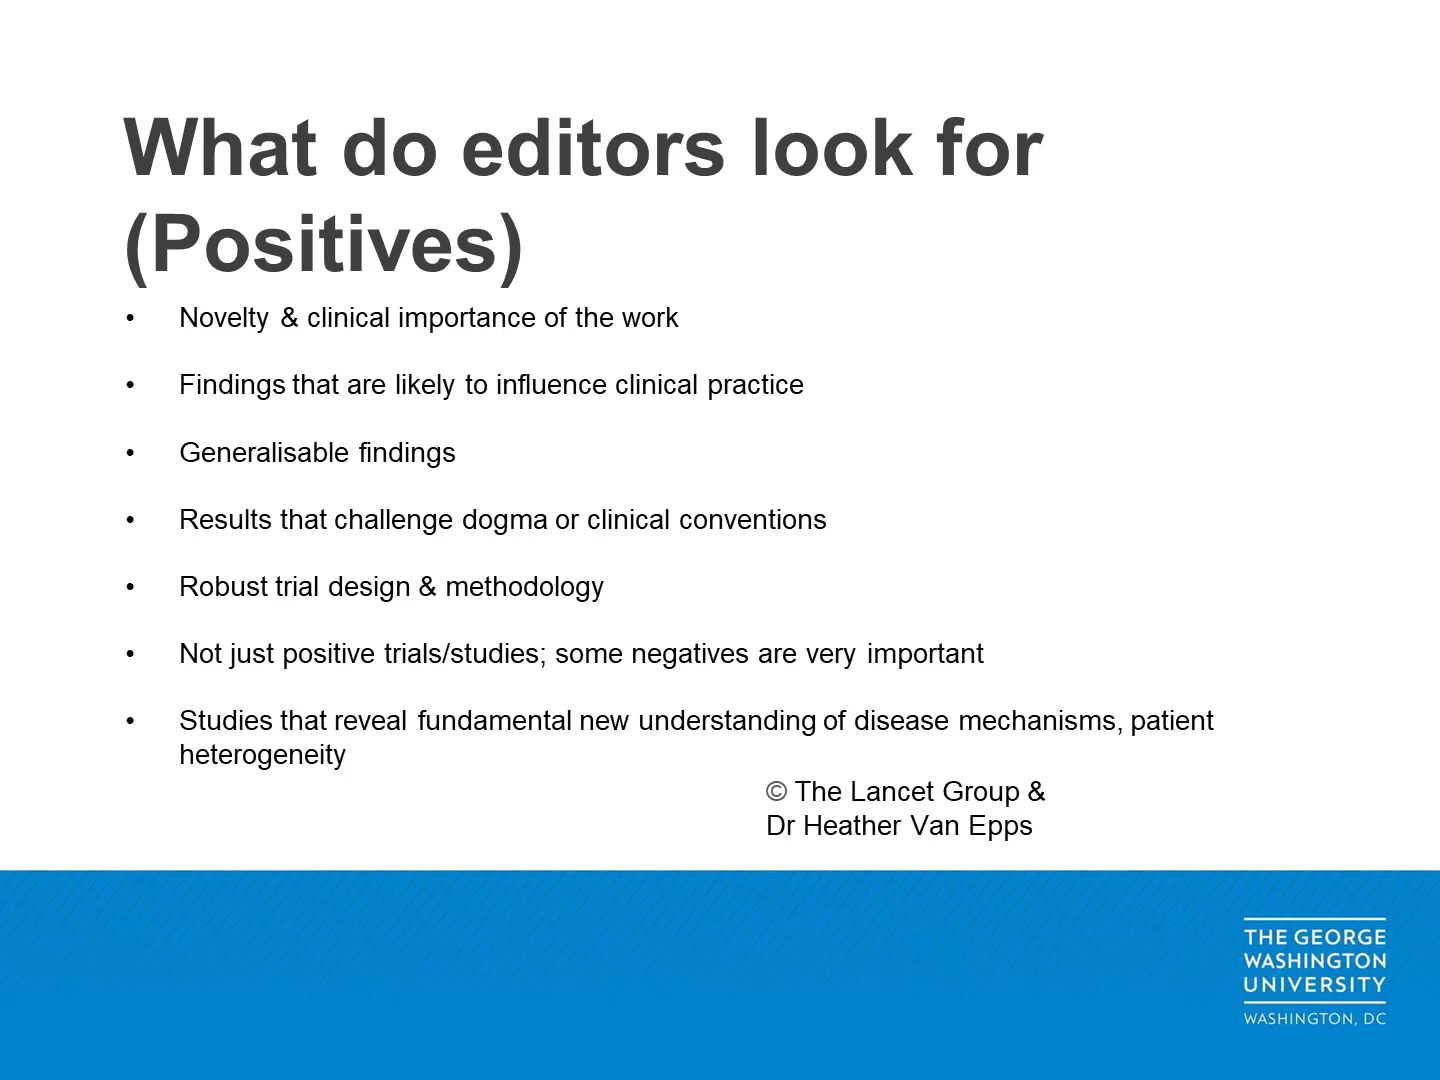 What do editors look for
(Positives)
• Novelty & clinical importance of the work
• Findings that are likely to influence clinical practice
• Generalisable findings
• Results that challenge dogma or clinical conventions
• Robust trial design & methodology
• Not just positive trials/studies; some negatives are very important
• Studies that reveal fundamental new understanding of disease mechanisms, patient
heterogeneity
© The Lancet Group &
Dr Heather Van Epps
THE GEORGE
WASHINGTON
UNIVERSITY
WASHINGTON, DC